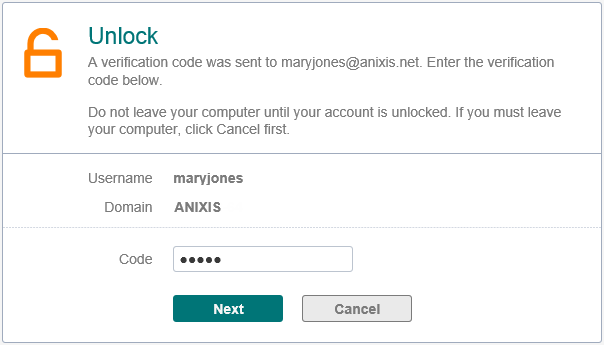 Unlock
A verification code was sent to maryjones@anixis.net. Enter the verification
code below.
Do not leave your computer until your account is unlocked. If you must leave
your computer, click Cancel first.
Username maryjones
Domain ANIXIS
Code •••••
Next Cancel